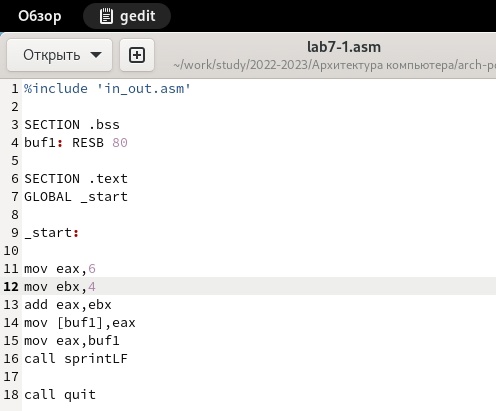 Обзор gedit
Открыть lab7-1.asm
~/work/study/2022-2023/Архитектура компьютера/arch-pc
1 %include 'in_out.asm'
2
3 SECTION .bss
4 buf1: RESB 80
5
6 SECTION .text
7 GLOBAL _start
8
9 _start:
10
11 mov eax,6
12 mov ebx,4
13 add eax,ebx
14 mov [buf1],eax
15 mov eax,buf1
16 call sprintLF
17
18 call quit